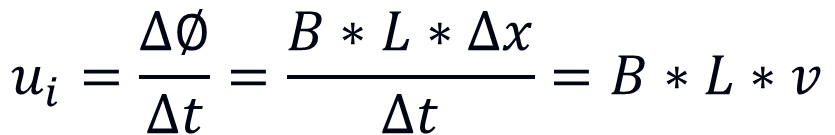 u_i = ΔØ/Δt = (B * L * Δx)/Δt = B * L * v